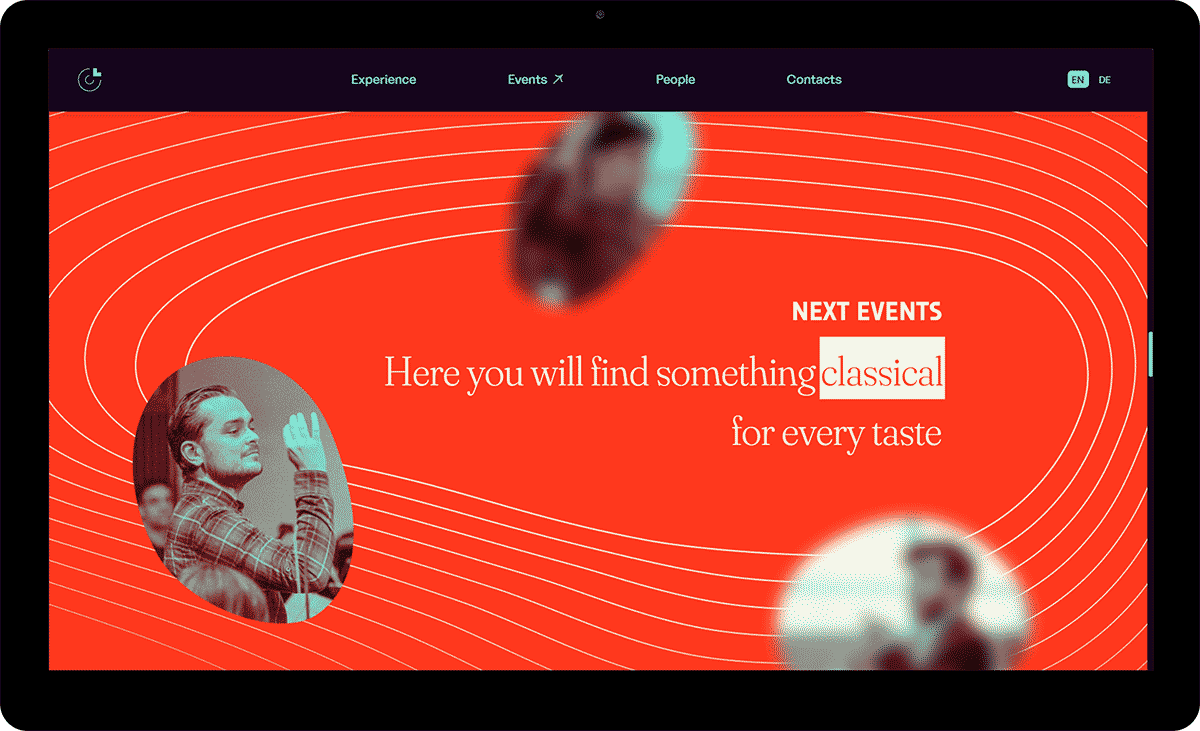 Experience
Events
People
Contacts
EN
DE
NEXT EVENTS
Here you will find something classical
for every taste